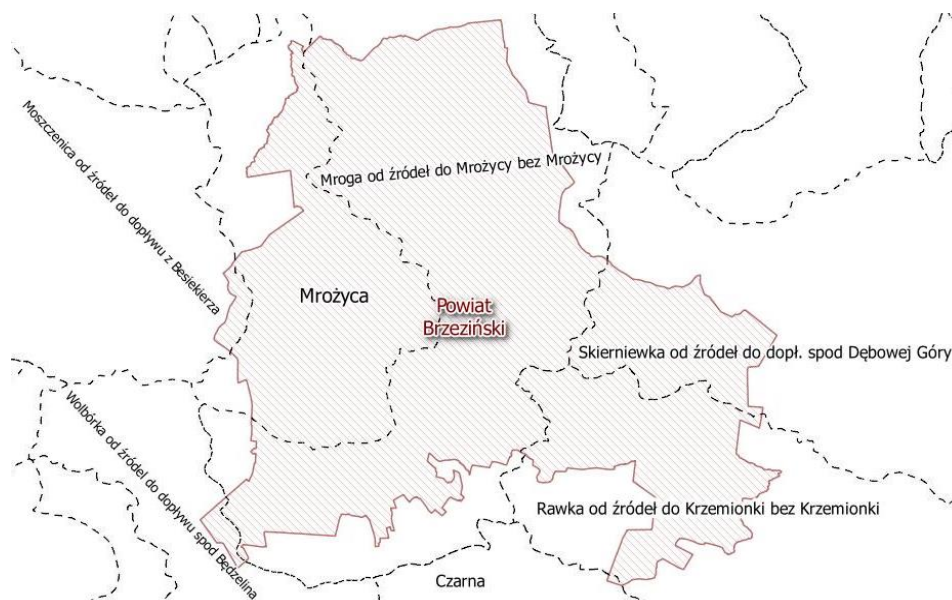 Moszczenica od źródeł do dopływu z Besiekierza
Mroga od źródeł do Mrożycy bez Mrożycy
Mrożyca
Powiat
Brzeziński
Skierniewka od źródeł do dopł. spod Dębowej Góry
Wolbórka od źródeł do dopływu spod Będzelina
Rawka od źródeł do Krzemionki bez Krzemionki
Czarna